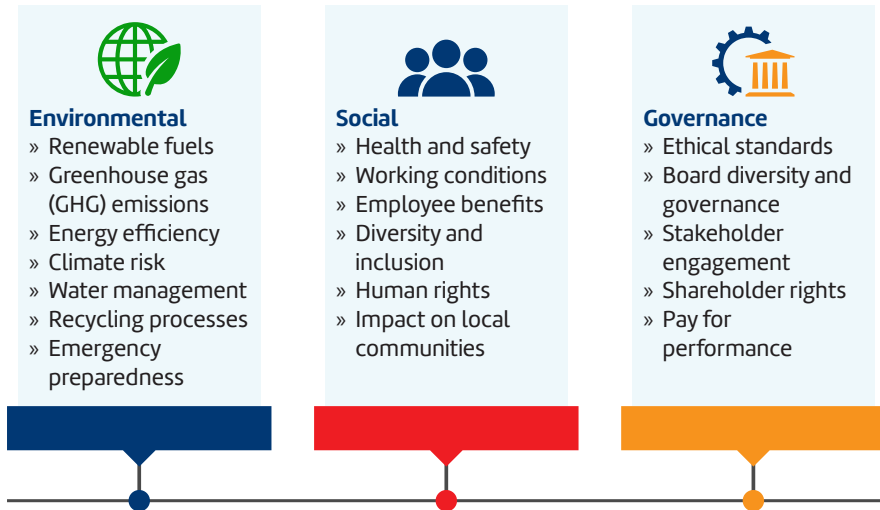 Environmental
» Renewable fuels
» Greenhouse gas
(GHG) emissions
» Energy efficiency
» Climate risk
» Water management
» Recycling processes
» Emergency
preparedness
Social
» Health and safety
» Working conditions
» Employee benefits
» Diversity and
inclusion
» Human rights
» Impact on local
communities
Governance
» Ethical standards
» Board diversity and
governance
» Stakeholder
engagement
» Shareholder rights
» Pay for
performance